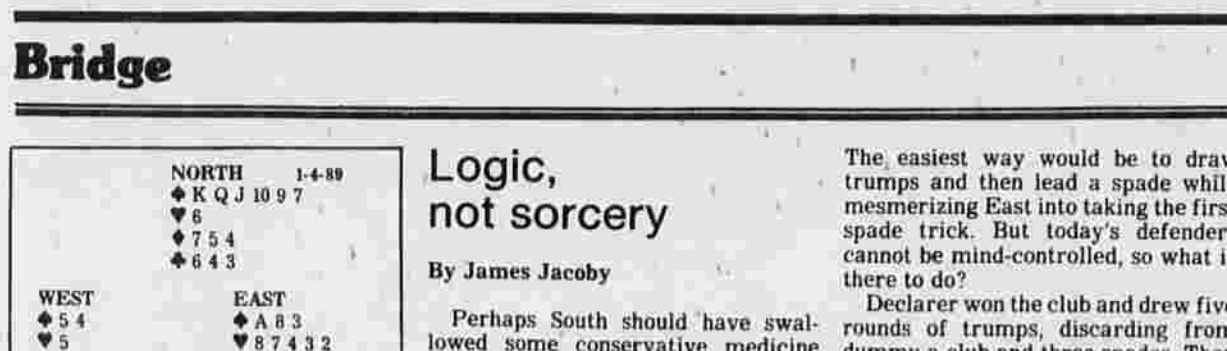 Bridge
NORTH 1-4-89
♠ K Q J 10 9 7
♥ 6
♦ 7 5 4
♣ 6 4 3
WEST EAST
♠ 5 4 ♠ A 8 3
♥ 5 ♥ 8 7 4 3 2
Logic,
not sorcery
By James Jacoby
Perhaps South should have swal-
lowed some conservative medicine
The easiest way would be to draw
trumps and then lead a spade whil
mesmerizing East into taking the firs
spade trick. But today's defender
cannot be mind-controlled, so what i
there to do?
Declarer won the club and drew five
rounds of trumps, discarding from
dummy a club and three